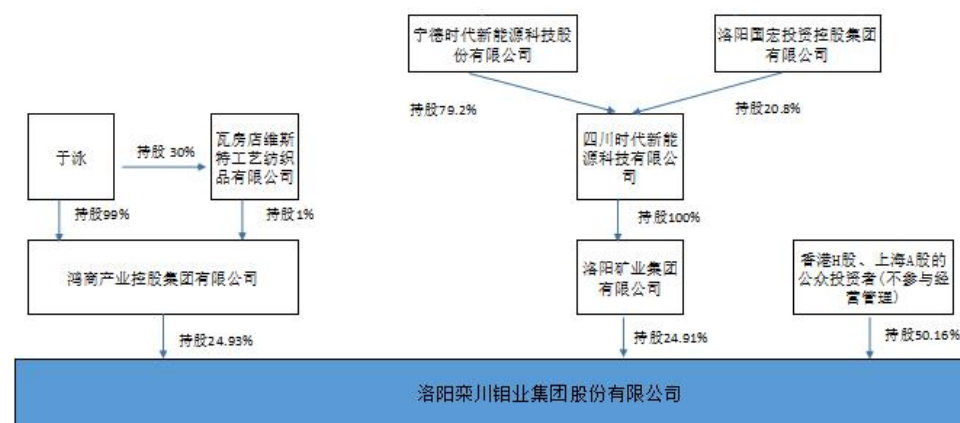 宁德时代新能源科技股
份有限公司
洛阳国宏投资控股集团
有限公司
持股79.2%
持股20.8%
于泳
持股 30%
瓦房店维斯
特工艺纺织
品有限公司
四川时代新能
源科技有限公
司
持股99%
持股1%
持股100%
鸿商产业控股集团有限公司
洛阳矿业集团
有限公司
香港H股、上海A股的
公众投资者(不参与经
营管理)
持股24.93%
持股24.91%
持股50.16%
洛阳栾川钼业集团股份有限公司